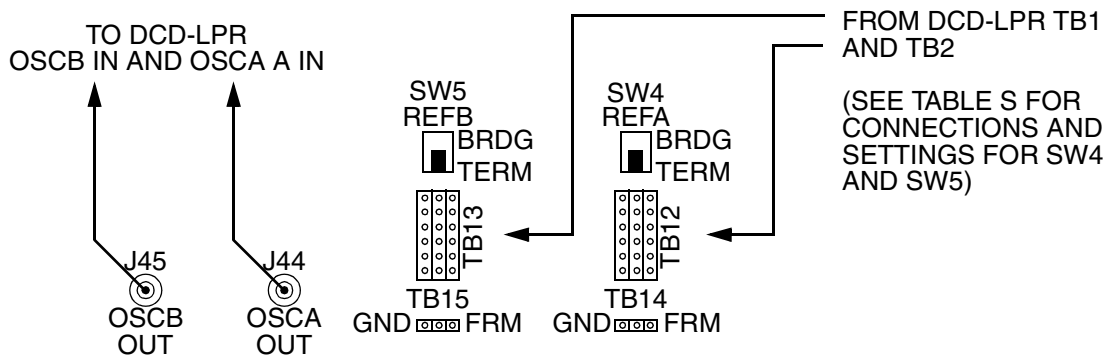 TO DCD-LPR
OSCB IN AND OSCA A IN
J45
OSCB
OUT
J44
OSCA
OUT
SW5
REFB
BRDG
TERM
TB13
TB15
GND FRM
SW4
REFA
BRDG
TERM
TB12
TB14
GND FRM
FROM DCD-LPR TB1
AND TB2
(SEE TABLE S FOR
CONNECTIONS AND
SETTINGS FOR SW4
AND SW5)